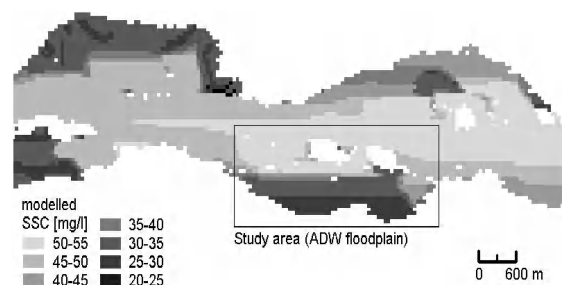 modelled
SSC [mg/l]
50-55
45-50
40-45
35-40
30-35
25-30
20-25
Study area (ADW floodplain)
0 600 m